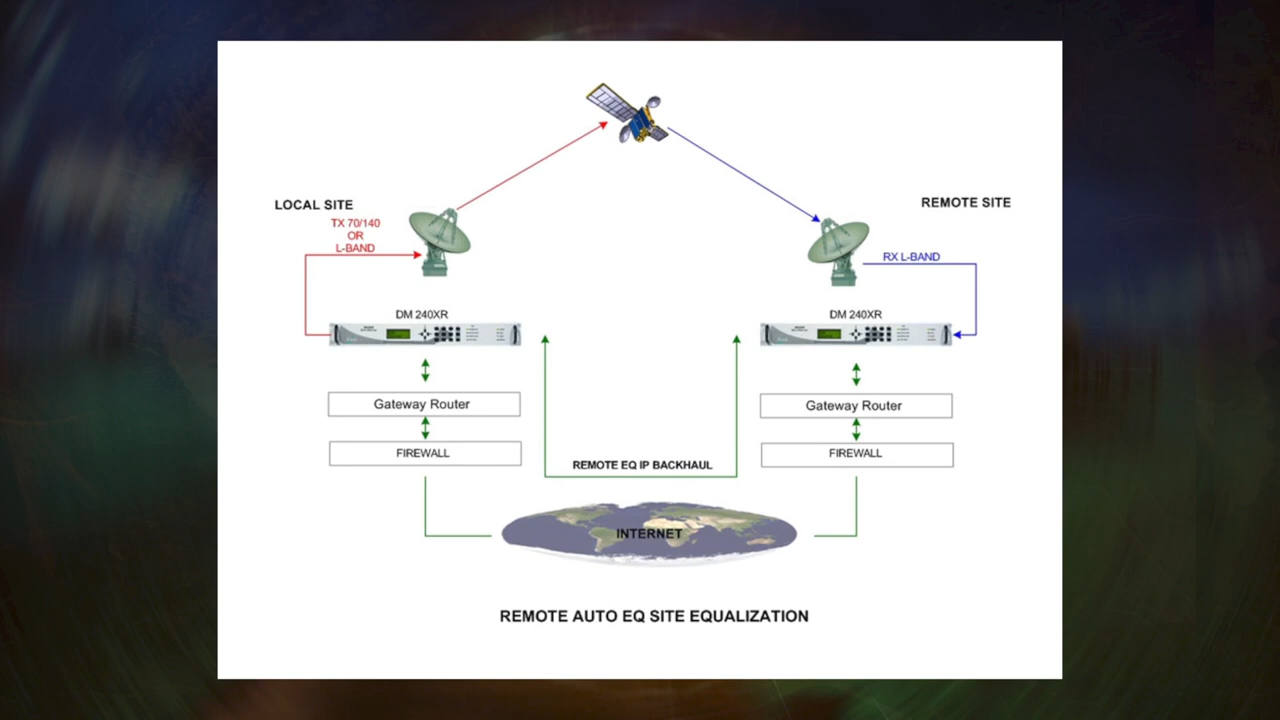 LOCAL SITE
REMOTE SITE
TX 70/140
OR
L-BAND
RX L-BAND
DM 240XR
DM 240XR
Gateway Router
Gateway Router
FIREWALL
FIREWALL
REMOTE EQ IP BACKHAUL
INTERNET
REMOTE AUTO EQ SITE EQUALIZATION